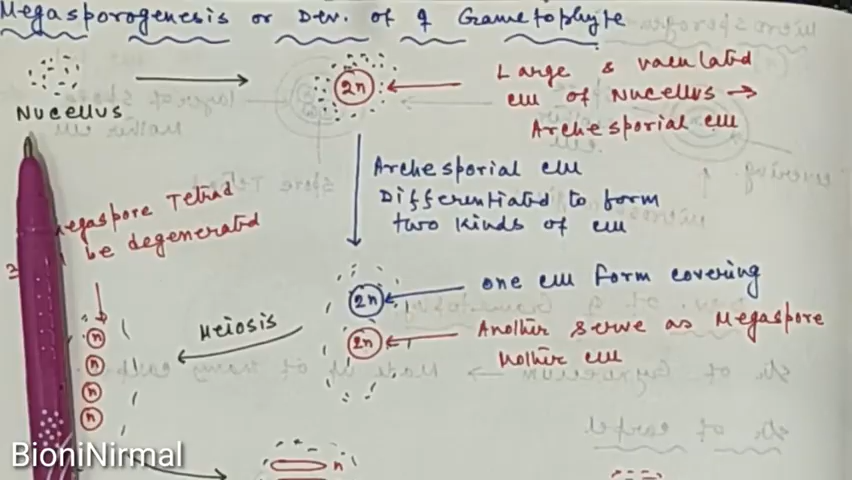 Megasporogenesis or Dev. of ♀ Gametophyte
Nucellus
2n
Large & vaculated
cell of Nucellus →
Archesporial cell
Archesporial cell
Differentiated to form
two kinds of cell
egaspore Tetrad
be degenerated
2n
one cell form covering
2n
Another serve as Megaspore
Mother cell
Meiosis
n
n
n
n
n
BioniNirmal